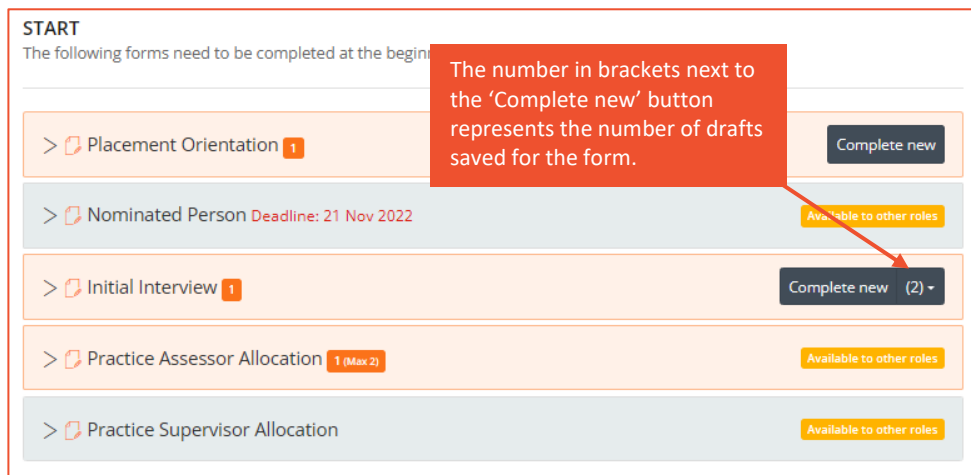 START
The following forms need to be completed at the beginn
The number in brackets next to
the ‘Complete new’ button
represents the number of drafts
saved for the form.
Placement Orientation 1 Complete new
Nominated Person Deadline: 21 Nov 2022 Available to other roles
Initial Interview 1 Complete new (2)
Practice Assessor Allocation 1 (Max 2) Available to other roles
Practice Supervisor Allocation Available to other roles